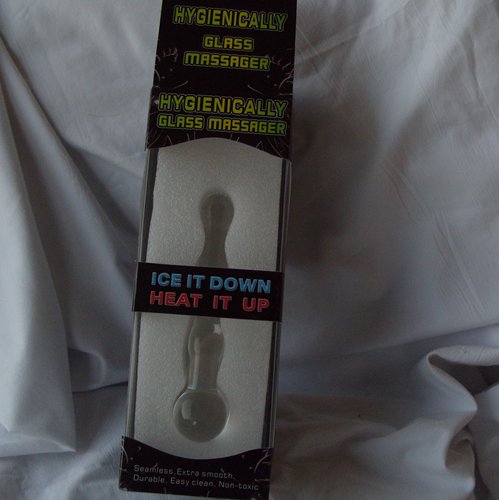 HYGIENICALLY
GLASS
MASSAGER
HYGIENICALLY
GLASS MASSAGER
ICE IT DOWN
HEAT IT UP
Seamless,Extra smooth,
Durable, Easy clean, Non-toxic